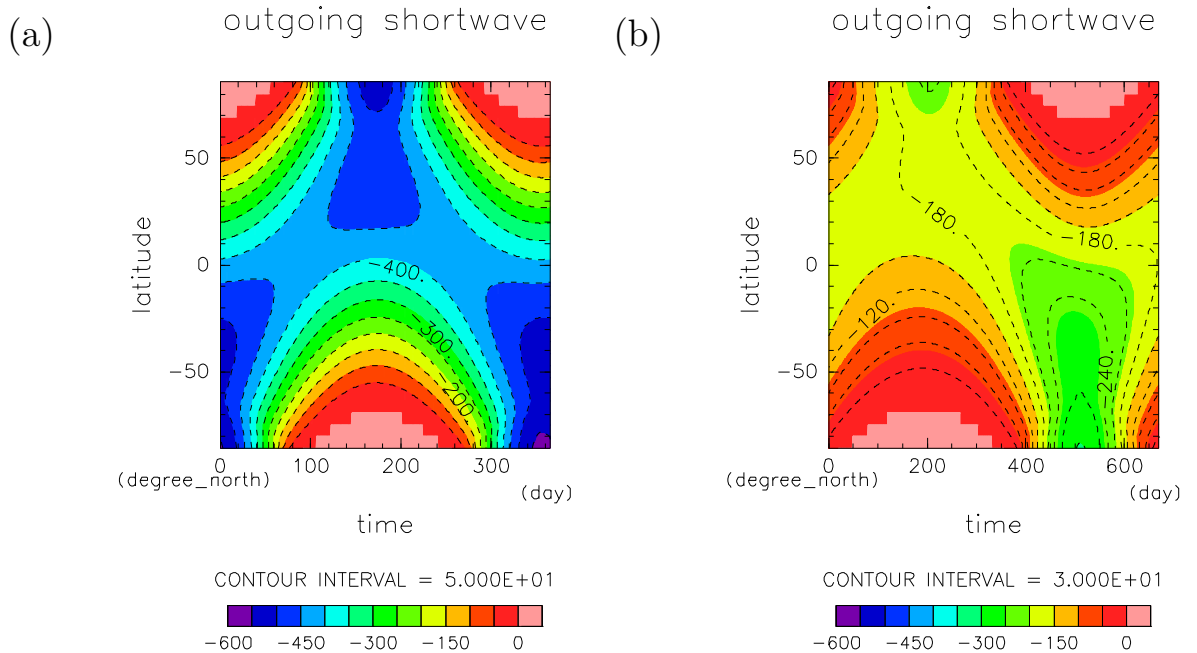 (a)
outgoing shortwave
50
0
−50
latitude
−400.
−300.
−200
0 100 200 300
(degree_north)
(day)
time
CONTOUR INTERVAL = 5.000E+01
−600 −450 −300 −150 0
(b)
outgoing shortwave
50
0
−50
latitude
−180.
−180.
−120.
240.
0 200 400 600
(degree_north)
(day)
time
CONTOUR INTERVAL = 3.000E+01
−600 −450 −300 −150 0